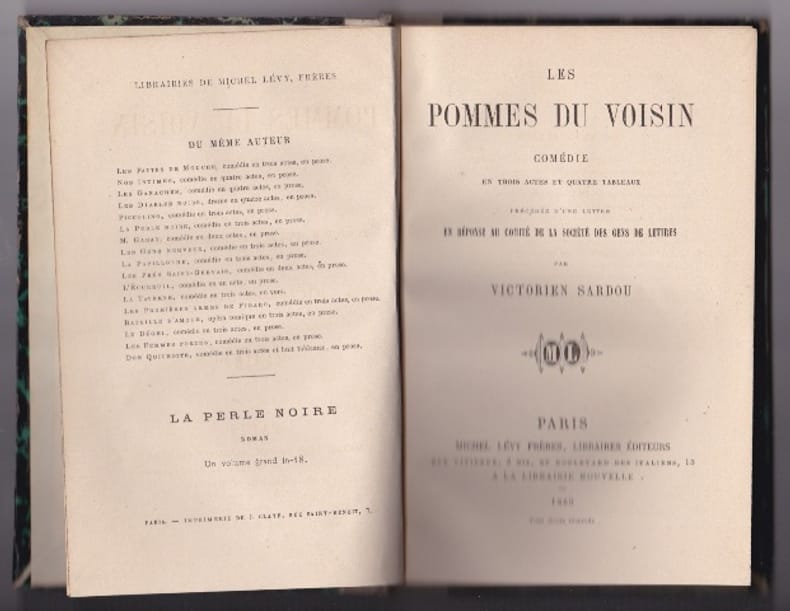 LIBRAIRIES DE MICHEL LÉVY, FRÈRES
DU MÊME AUTEUR
LES PATTES DE MOUCHE, comédie en trois actes, en prose.
NOS INTIMES, comédie en quatre actes, en prose.
LES GANACHES, comédie en quatre actes, en prose.
LES DIABLES NOIRS, drame en quatre actes, en prose.
PICCOLINO, comédie en trois actes, en prose.
LA PERLE NOIRE, comédie en trois actes, en prose.
M. GARAT, comédie en deux actes, en prose.
LES GENS NERVEUX, comédie en trois actes, en prose.
LA PAPILLONNE, comédie en trois actes, en prose.
LES PRÉS SAINT-GERVAIS, comédie en deux actes, en prose.
L'ÉCUREUIL, comédie en un acte, en prose.
LA TAVERNE, comédie en trois actes, en vers.
LES PREMIÈRES ARMES DE FIGARO, comédie en trois actes, en prose.
BATAILLE D'AMOUR, opéra comique en trois actes, en prose.
LE DÉGEL, comédie en trois actes, en prose.
LES FEMMES FORTES, comédie en trois actes, en prose.
DON QUICHOTTE, comédie en trois actes et huit tableaux, en prose.
LA PERLE NOIRE
ROMAN
Un volume grand in-18.
PARIS. — IMPRIMERIE DE J. CLAYE, RUE SAINT-BENOIT, 7.
LES
POMMES DU VOISIN
COMÉDIE
EN TROIS ACTES ET QUATRE TABLEAUX
PRÉCÉDÉE D'UNE LETTRE
EN RÉPONSE AU COMITÉ DE LA SOCIÉTÉ DES GENS DE LETTRES
PAR
VICTORIEN SARDOU
ML
PARIS
MICHEL LÉVY FRÈRES, LIBRAIRES ÉDITEURS
RUE VIVIENNE, 2 BIS, ET BOULEVARD DES ITALIENS, 15
A LA LIBRAIRIE NOUVELLE